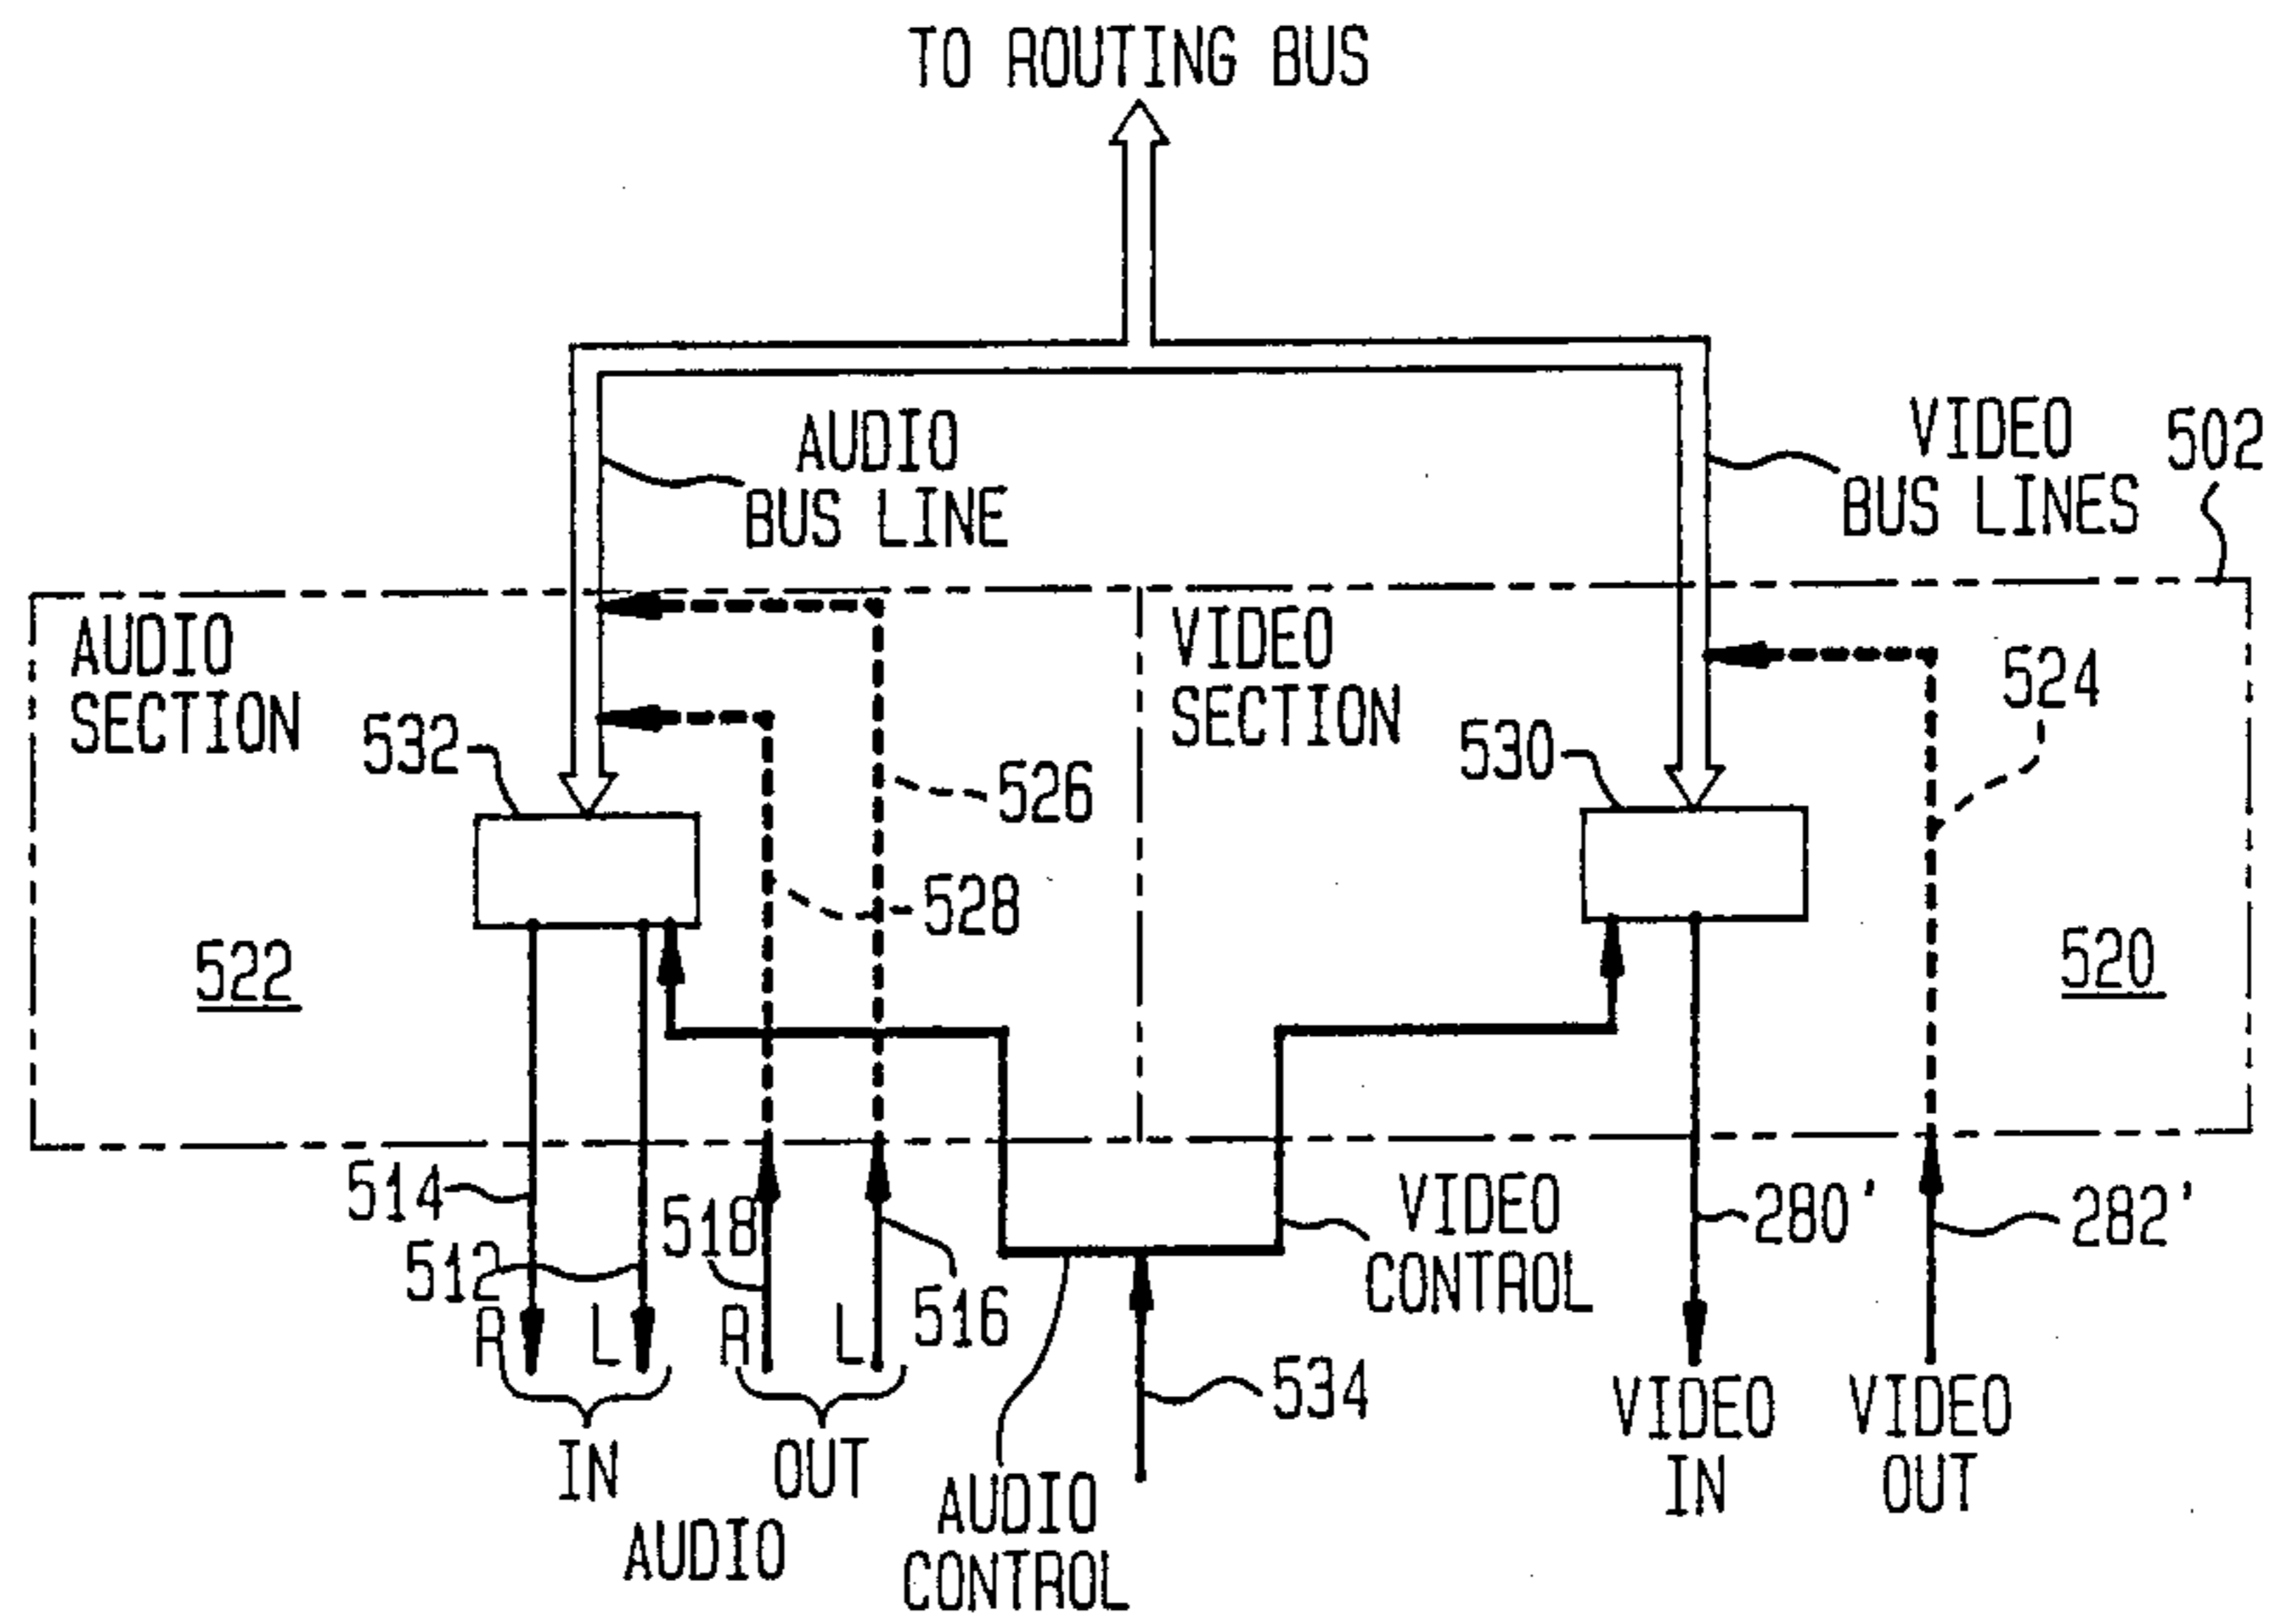 TO ROUTING BUS
AUDIO
BUS LINE
VIDEO
BUS LINES
502
AUDIO
SECTION
VIDEO
SECTION
532
526
528
530
524
522
520
514
512
518
516
VIDEO
CONTROL
280'
282'
R
L
R
L
534
IN
OUT
AUDIO
AUDIO
CONTROL
VIDEO
IN
VIDEO
OUT